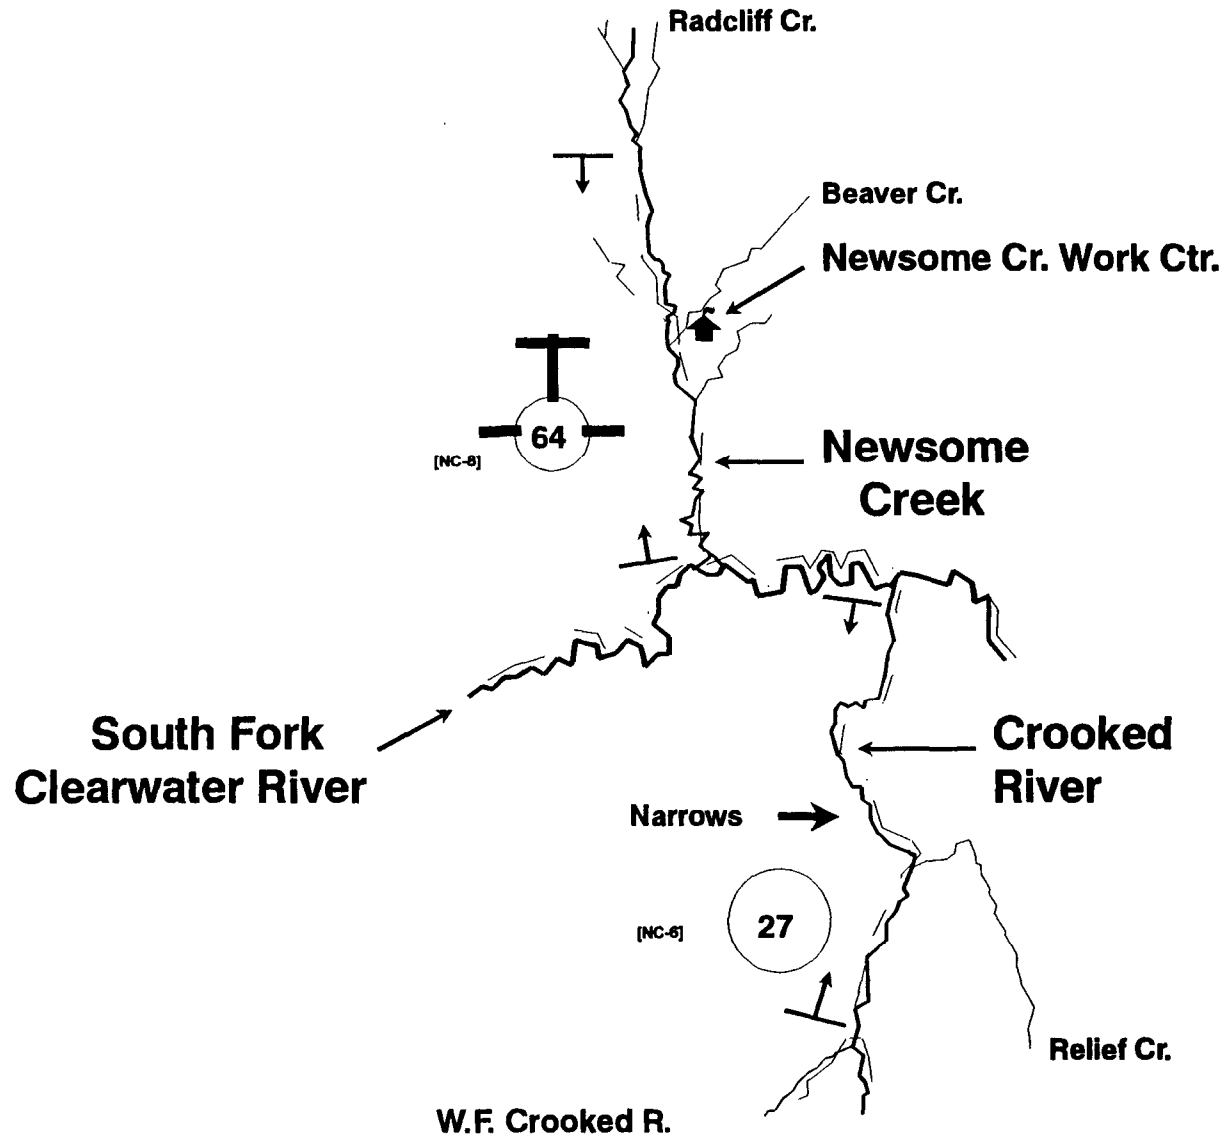 Radcliff Cr.
Beaver Cr.
Newsome Cr. Work Ctr.
64
[NC-8]
Newsome
Creek
South Fork
Clearwater River
Crooked
River
Narrows
27
[NC-6]
Relief Cr.
W.F. Crooked R.